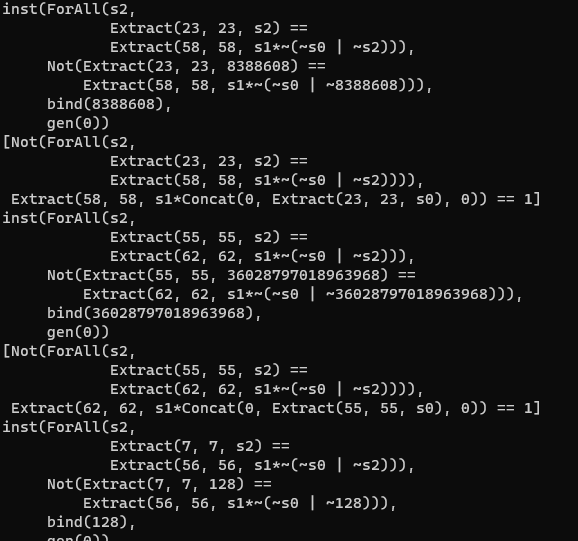 inst(ForAll(s2,
            Extract(23, 23, s2) ==
            Extract(58, 58, s1*~(~s0 | ~s2))),
     Not(Extract(23, 23, 8388608) ==
         Extract(58, 58, s1*~(~s0 | ~8388608))),
     bind(8388608),
     gen(0))
[Not(ForAll(s2,
            Extract(23, 23, s2) ==
            Extract(58, 58, s1*~(~s0 | ~s2)))),
 Extract(58, 58, s1*Concat(0, Extract(23, 23, s0), 0)) == 1]
inst(ForAll(s2,
            Extract(55, 55, s2) ==
            Extract(62, 62, s1*~(~s0 | ~s2))),
     Not(Extract(55, 55, 36028797018963968) ==
         Extract(62, 62, s1*~(~s0 | ~36028797018963968))),
     bind(36028797018963968),
     gen(0))
[Not(ForAll(s2,
            Extract(55, 55, s2) ==
            Extract(62, 62, s1*~(~s0 | ~s2)))),
 Extract(62, 62, s1*Concat(0, Extract(55, 55, s0), 0)) == 1]
inst(ForAll(s2,
            Extract(7, 7, s2) ==
            Extract(56, 56, s1*~(~s0 | ~s2))),
     Not(Extract(7, 7, 128) ==
         Extract(56, 56, s1*~(~s0 | ~128))),
     bind(128),
     gen(0))